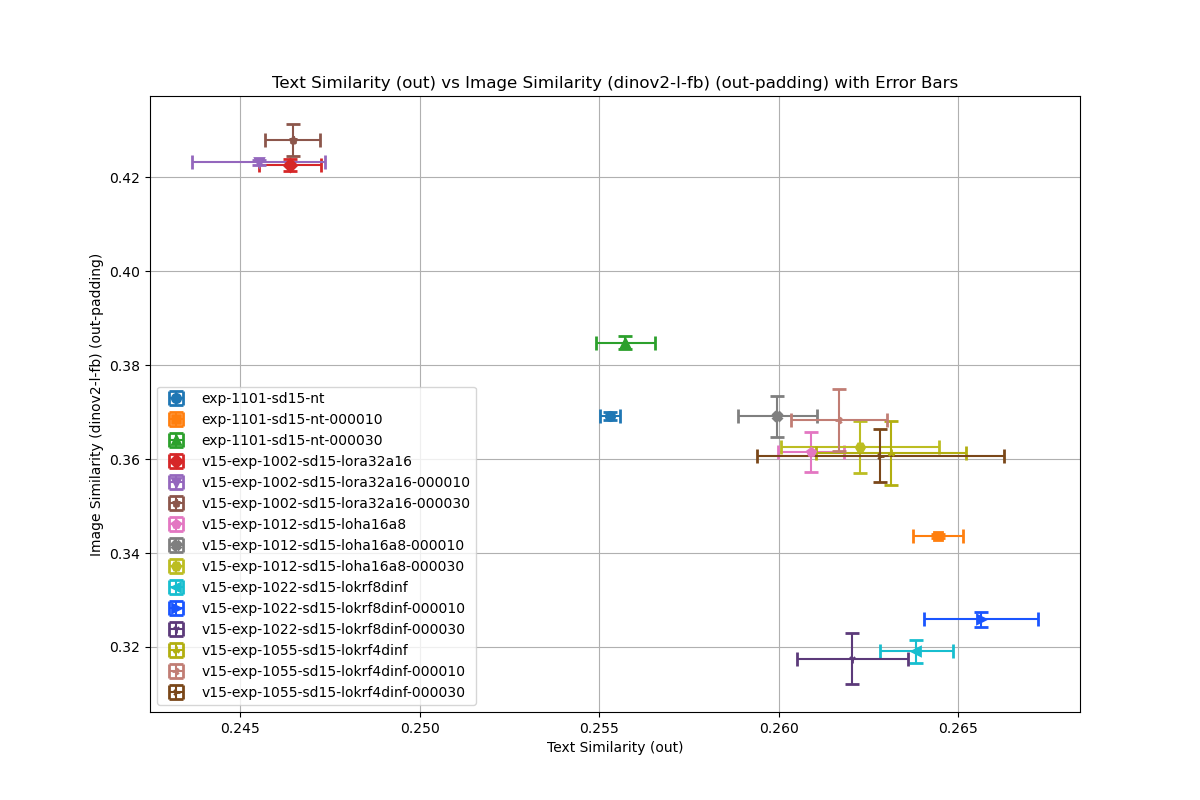 Text Similarity (out) vs Image Similarity (dinov2-l-fb) (out-padding) with Error Bars
Image Similarity (dinov2-l-fb) (out-padding)
0.42
0.40
0.38
0.36
0.34
0.32
exp-1101-sd15-nt
exp-1101-sd15-nt-000010
exp-1101-sd15-nt-000030
v15-exp-1002-sd15-lora32a16
v15-exp-1002-sd15-lora32a16-000010
v15-exp-1002-sd15-lora32a16-000030
v15-exp-1012-sd15-loha16a8
v15-exp-1012-sd15-loha16a8-000010
v15-exp-1012-sd15-loha16a8-000030
v15-exp-1022-sd15-lokrf8dinf
v15-exp-1022-sd15-lokrf8dinf-000010
v15-exp-1022-sd15-lokrf8dinf-000030
v15-exp-1055-sd15-lokrf4dinf
v15-exp-1055-sd15-lokrf4dinf-000010
v15-exp-1055-sd15-lokrf4dinf-000030
0.245 0.250 0.255 0.260 0.265
Text Similarity (out)